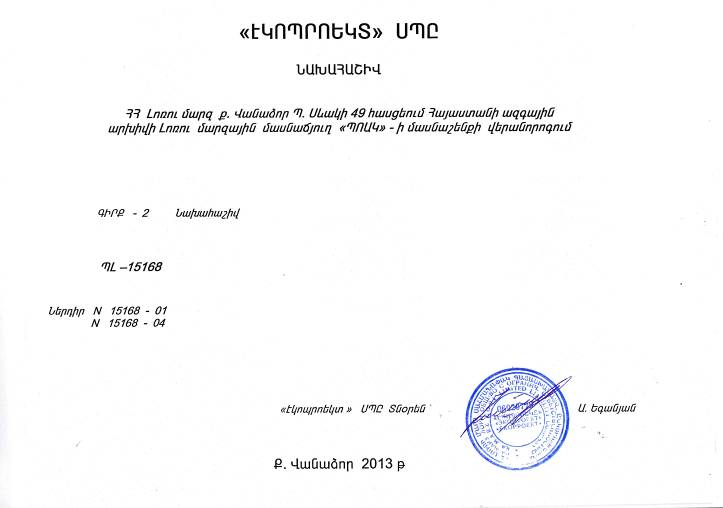 «ԷԿՈՊՐՈԵԿՏ» ՍՊԸ
ՆԱԽԱՀԱՇԻՎ
ՀՀ Լոռու մարզ ք. Վանաձոր Պ. Սևակի 49 հասցեում Հայաստանի ազգային
արխիվի Լոռու մարզային մասնաճյուղ «ՊՈԱԿ» - ի մասնաշենքի վերանորոգում
ԳԻՐՔ - 2 Նախահաշիվ
ՊԼ –15168
Ներդիր N 15168 - 01
N 15168 - 04
«էկոպրոեկտ» ՍՊԸ Տնօրեն Ա. Եգանյան
Ք. Վանաձոր 2013 թ